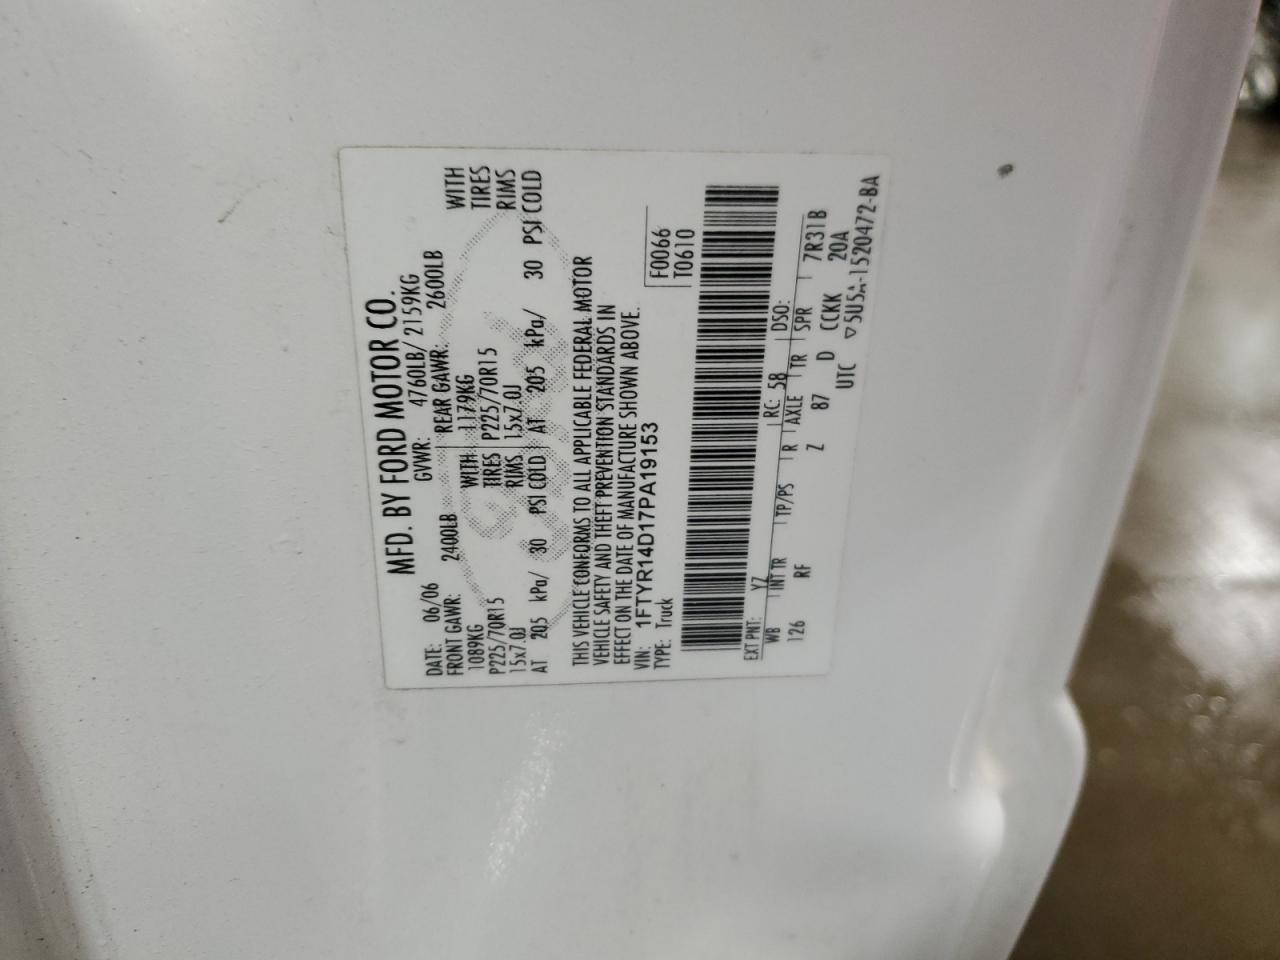 MFD. BY FORD MOTOR CO.
DATE: 06/06 GVWR: 4760LB/ 2159KG
FRONT GAWR: 2400LB REAR GAWR: 2600LB
1089KG WITH 1179KG WITH
P225/70R15 TIRES P225/70R15 TIRES
15x7.0J RIMS 15x7.0J RIMS
AT 205 kPa/ 30 PSI COLD AT 205 kPa/ 30 PSI COLD
THIS VEHICLE CONFORMS TO ALL APPLICABLE FEDERAL MOTOR
VEHICLE SAFETY AND THEFT PREVENTION STANDARDS IN
EFFECT ON THE DATE OF MANUFACTURE SHOWN ABOVE.
VIN: 1FTYR14D17PA19153 F0066
TYPE: Truck T0610
EXT PNT: YZ RC: 58 DSO:
WB INT TR TP/PS R AXLE TR SPR 7R31B
126 RF Z 87 D CCKK 20A
UTC ▽5U5A-1520472-BA